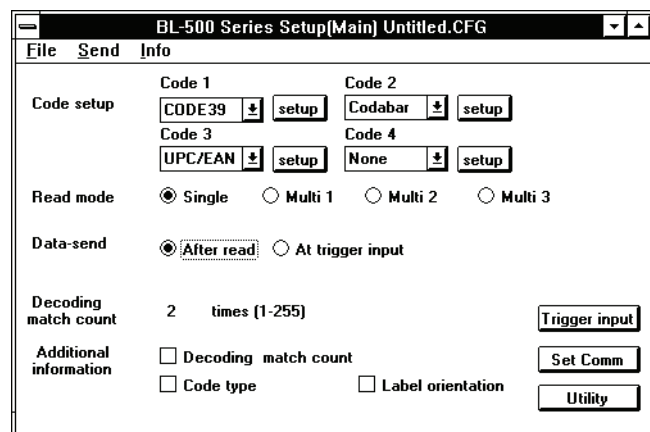 BL-500 Series Setup(Main) Untitled.CFG
File Send Info
Code 1 Code 2
Code setup CODE39 setup Codabar setup
Code 3 Code 4
UPC/EAN setup None setup
Read mode Single Multi 1 Multi 2 Multi 3
Data-send After read At trigger input
Decoding
match count 2 times (1-255) Trigger input
Additional
information Decoding match count Set Comm
Code type Label orientation Utility